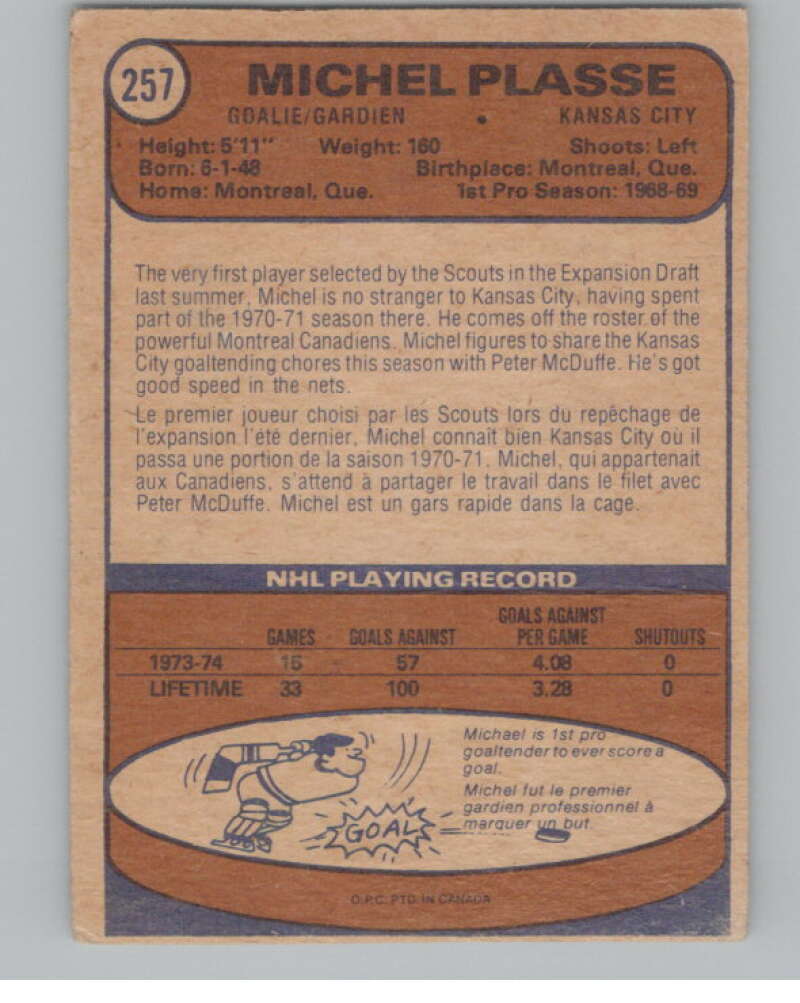 257
MICHEL PLASSE
GOALIE/GARDIEN • KANSAS CITY
Height: 5'11" Weight: 160 Shoots: Left
Born: 6-1-48 Birthplace: Montreal, Que.
Home: Montreal, Que. 1st Pro Season: 1968-69
The very first player selected by the Scouts in the Expansion Draft
last summer, Michel is no stranger to Kansas City, having spent
part of the 1970-71 season there. He comes off the roster of the
powerful Montreal Canadiens. Michel figures to share the Kansas
City goaltending chores this season with Peter McDuffe. He's got
good speed in the nets.
Le premier joueur choisi par les Scouts lors du repêchage de
l'expansion l'été dernier, Michel connaît bien Kansas City où il
passa une portion de la saison 1970-71. Michel, qui appartenait
aux Canadiens, s'attend à partager le travail dans le filet avec
Peter McDuffe. Michel est un gars rapide dans la cage.
NHL PLAYING RECORD
GAMES GOALS AGAINST GOALS AGAINST PER GAME SHUTOUTS
1973-74 15 57 4.08 0
LIFETIME 33 100 3.28 0
Michael is 1st pro
goaltender to ever score a
goal.
Michel fut le premier
gardien professionnel à
marquer un but.
GOAL
O.P.C. PTD. IN CANADA